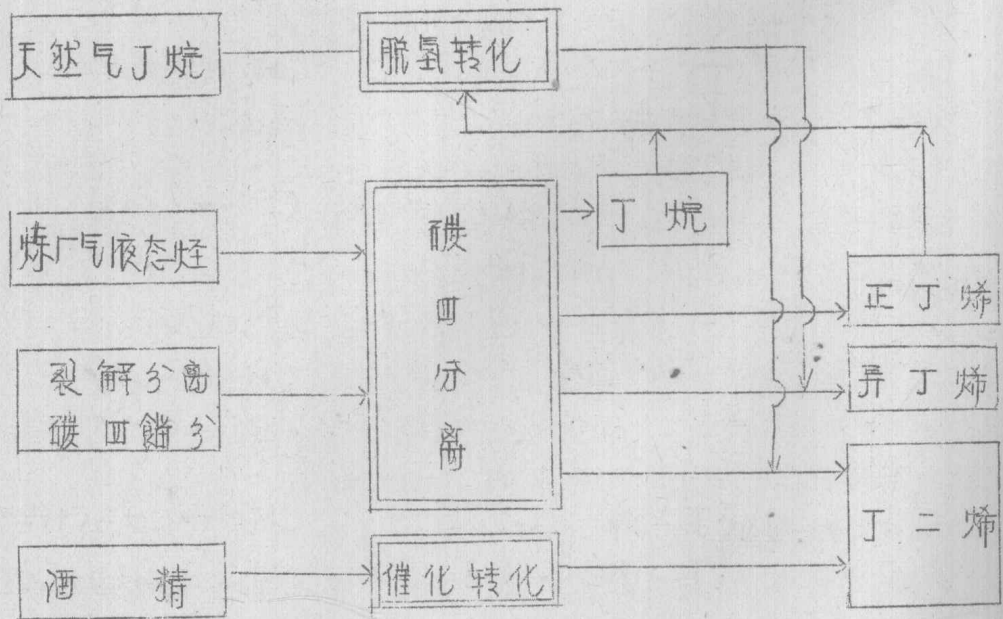 天然气丁烷
脱氢转化
丁烷
炼厂气液态烃
碳四分离
正丁烯
异丁烯
裂解分离
碳四馏分
丁二烯
酒精
催化转化